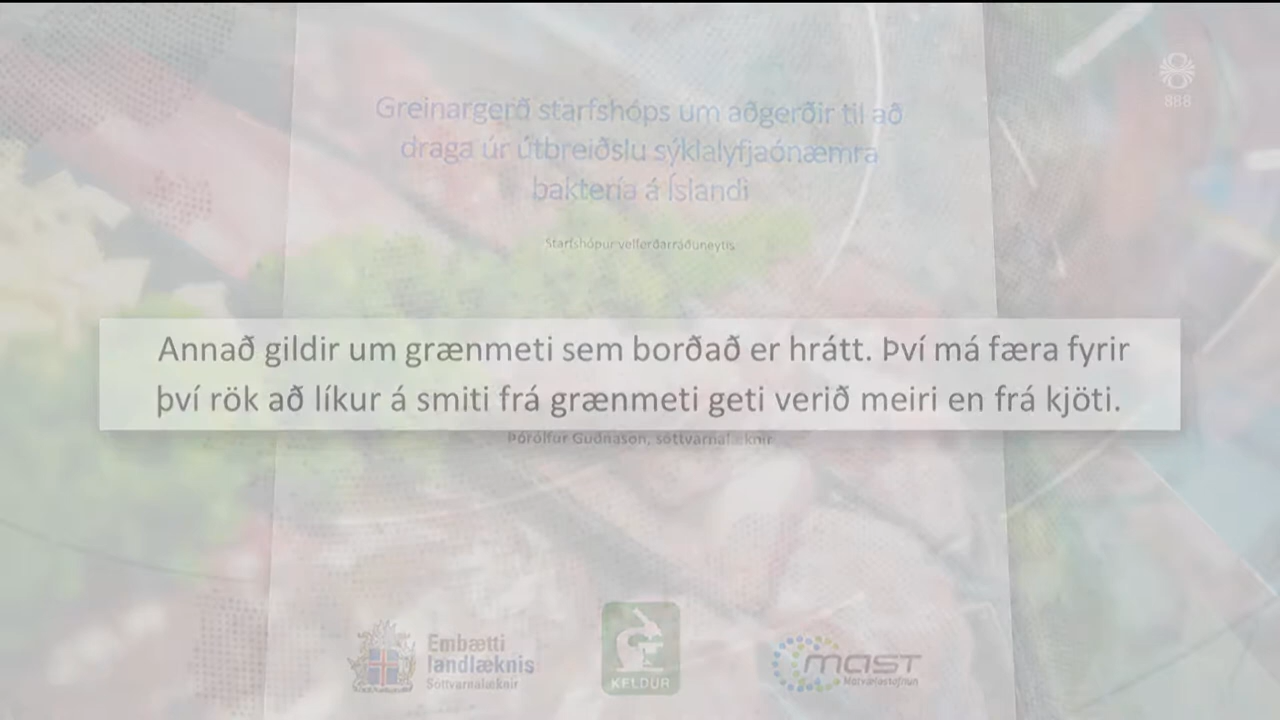 888
Greinargerð starfshóps um aðgerðir til að
draga úr útbreiðslu sýklalyfjaónæmra
baktería á Íslandi
Starfshópur velferðarráðuneytis
Annað gildir um grænmeti sem borðað er hrátt. Því má færa fyrir
því rök að líkur á smiti frá grænmeti geti verið meiri en frá kjöti.
Þórólfur Guðnason, sóttvarnalæknir
Embætti
landlæknis
Sóttvarnalæknir
KELDUR
mast
Matvælastofnun